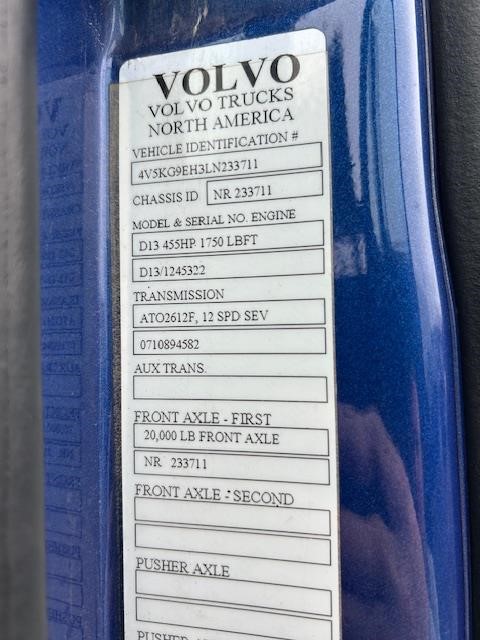 VOLVO
VOLVO TRUCKS
NORTH AMERICA
VEHICLE IDENTIFICATION #
4V5KG9EH3LN233711
CHASSIS ID NR 233711
MODEL & SERIAL NO. ENGINE
D13 455HP 1750 LBFT
D13/1245322
TRANSMISSION
ATO2612F, 12 SPD SEV
0710894582
AUX TRANS.
FRONT AXLE - FIRST
20,000 LB FRONT AXLE
NR 233711
FRONT AXLE - SECOND
PUSHER AXLE
PUSHER